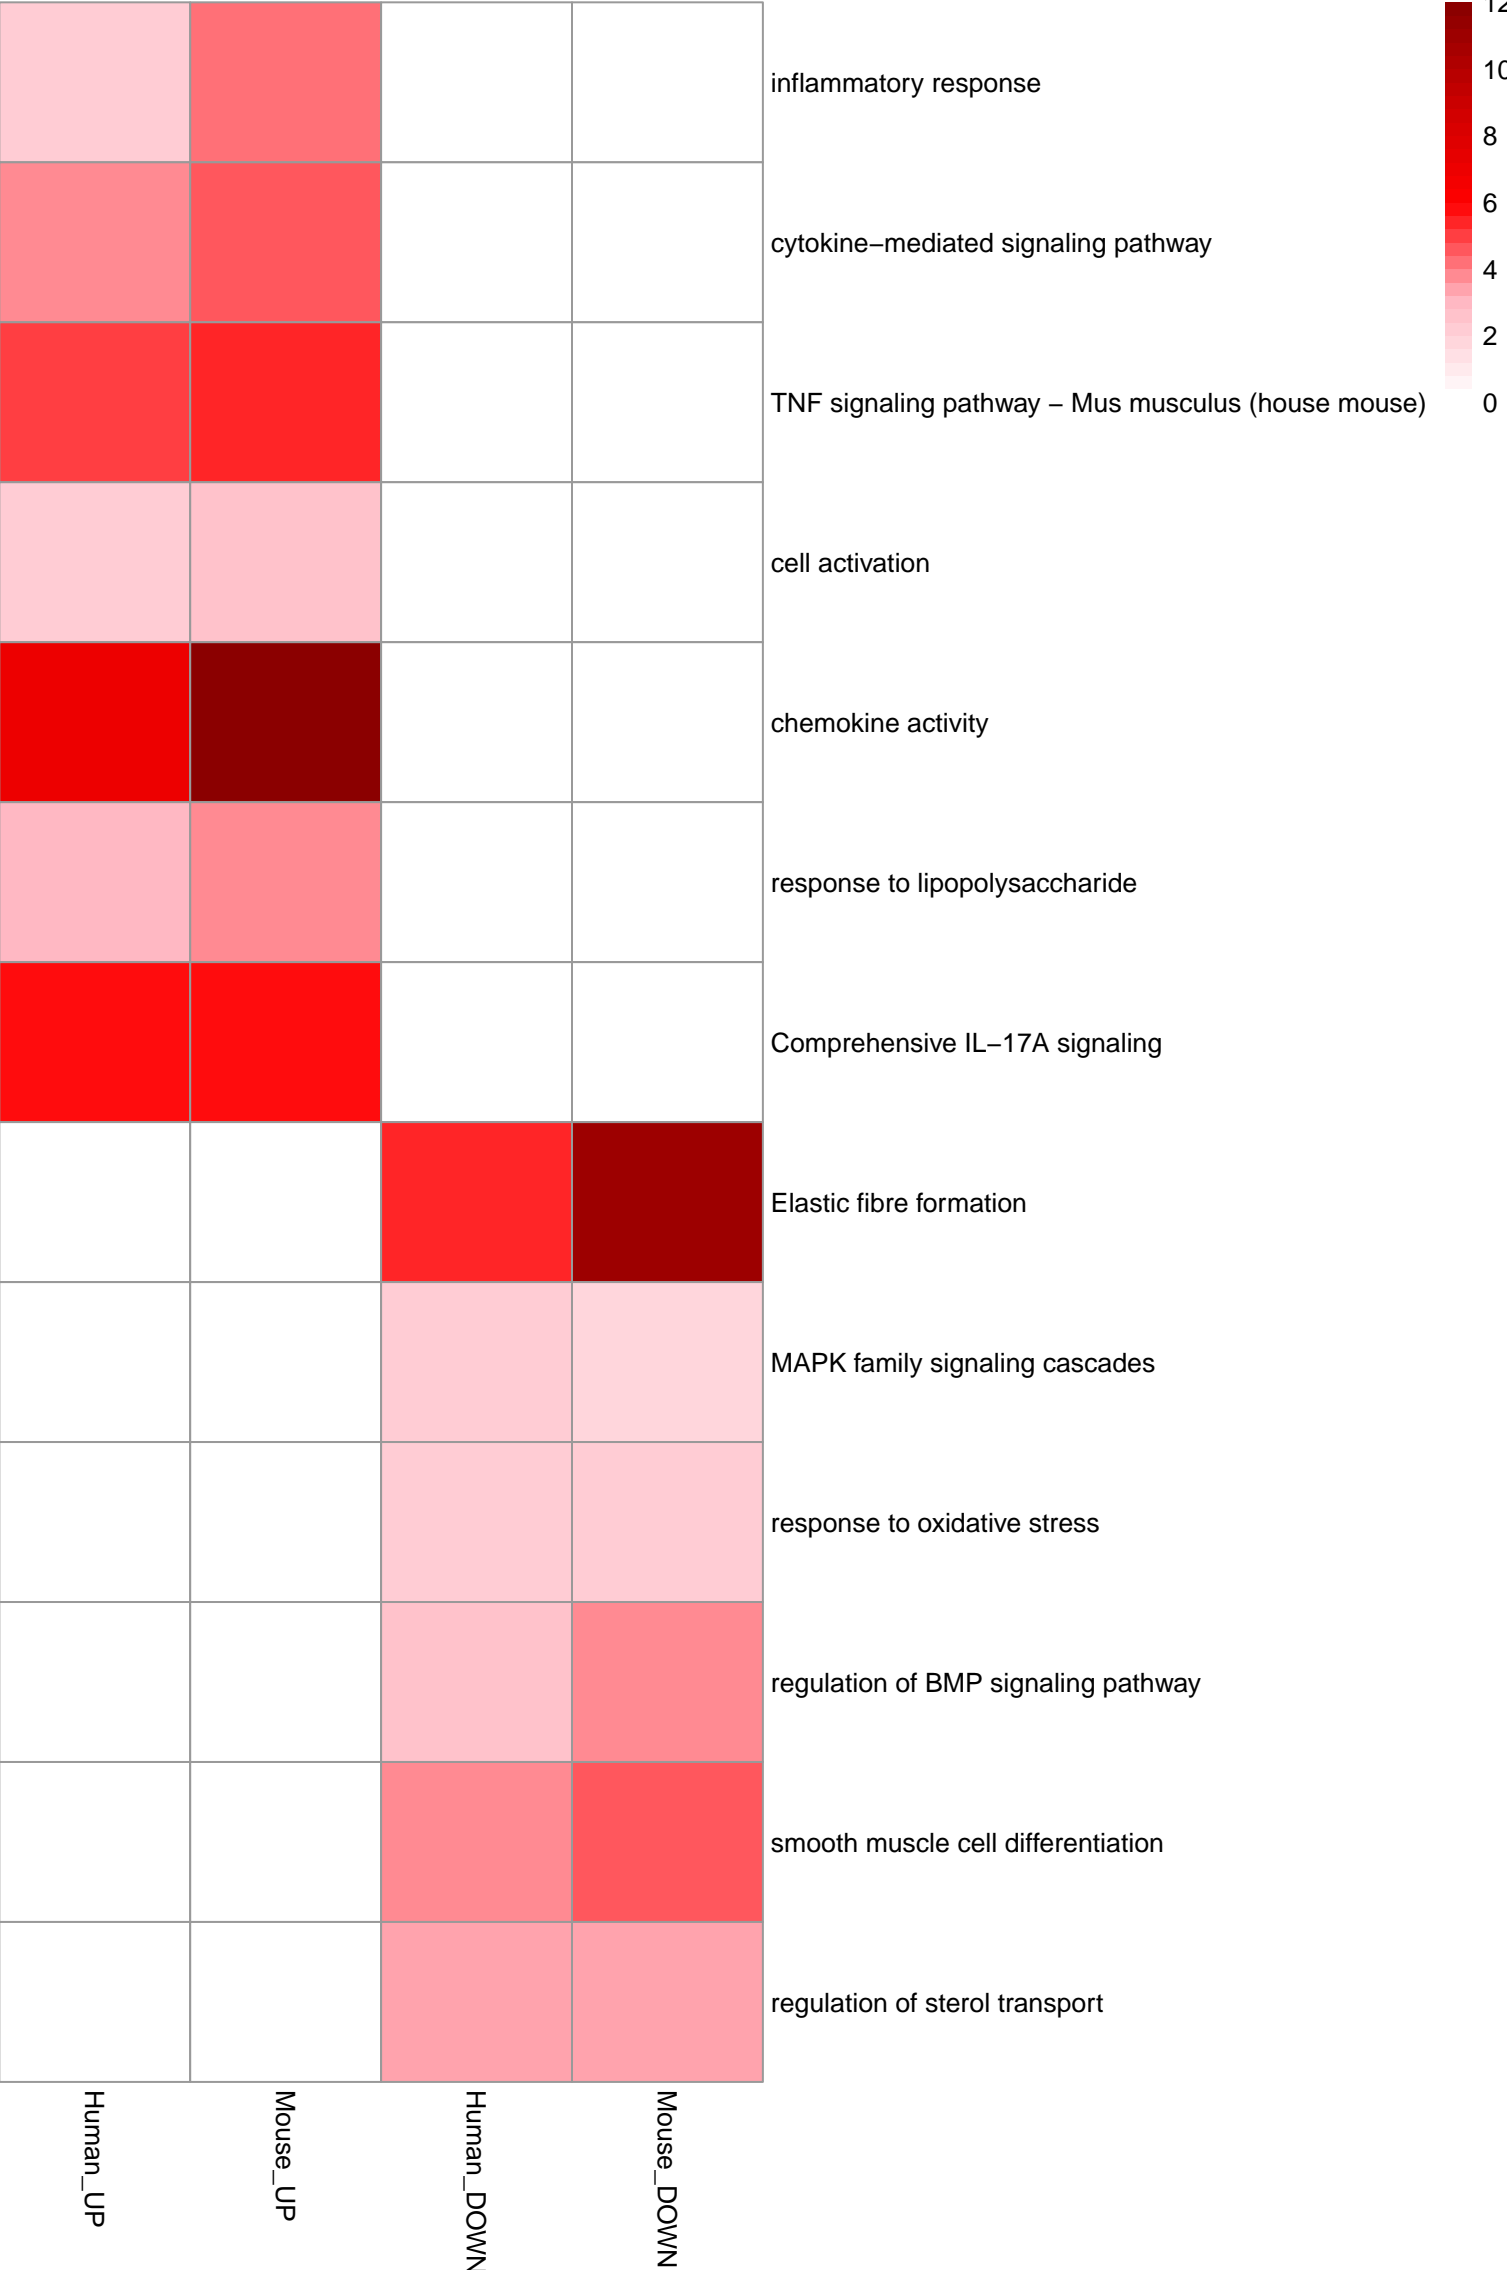 inflammatory response
cytokine−mediated signaling pathway
TNF signaling pathway − Mus musculus (house mouse)
cell activation
chemokine activity
response to lipopolysaccharide
Comprehensive IL−17A signaling
Elastic fibre formation
MAPK family signaling cascades
response to oxidative stress
regulation of BMP signaling pathway
smooth muscle cell differentiation
regulation of sterol transport
Human_UP
Mouse_UP
Human_DOWN
Mouse_DOWN
12
10
8
6
4
2
0